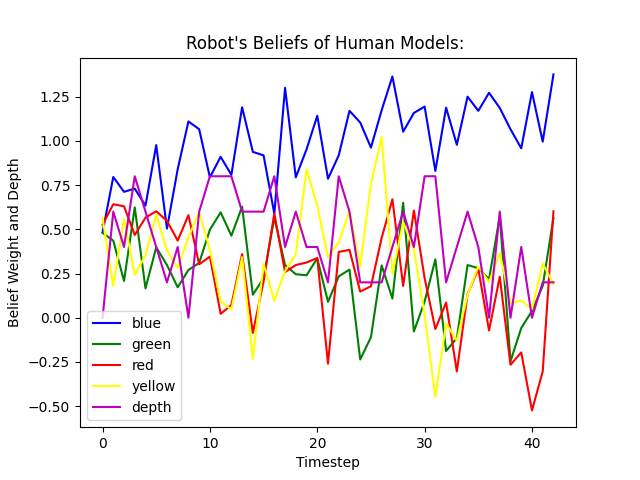 Robot's Beliefs of Human Models:
Belief Weight and Depth
1.25
1.00
0.75
0.50
0.25
0.00
−0.25
−0.50
blue
green
red
yellow
depth
0
10
20
30
40
Timestep